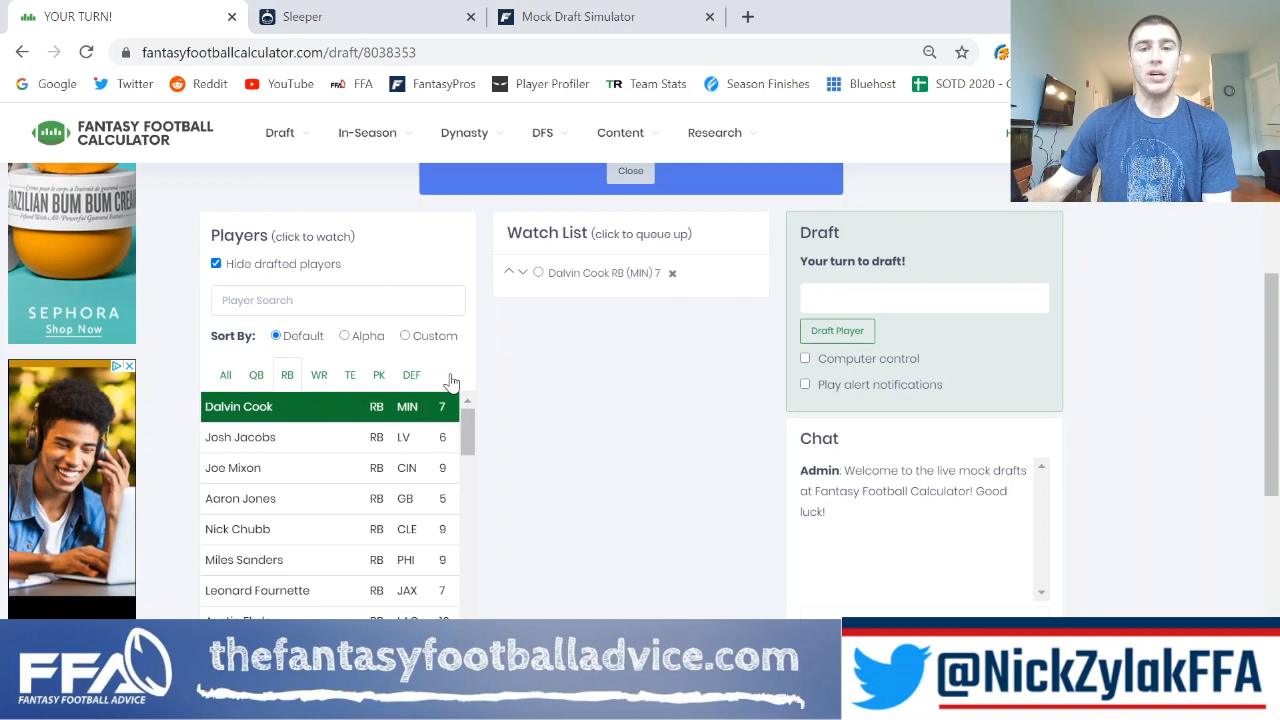 YOUR TURN!
Sleeper
Mock Draft Simulator
fantasyfootballcalculator.com/draft/8038353
Google
Twitter
Reddit
YouTube
FFA FFA
FantasyPros
Player Profiler
TR Team Stats
Season Finishes
Bluehost
SOTD 2020 -
FANTASY FOOTBALL
CALCULATOR
Draft
In-Season
Dynasty
DFS
Content
Research
Close
BRAZILIAN BUM BUM CREAM
SEPHORA
Shop Now
Players (click to watch)
Hide drafted players
Player Search
Sort By: Default Alpha Custom
All QB RB WR TE PK DEF
Dalvin Cook RB MIN 7
Josh Jacobs RB LV 6
Joe Mixon RB CIN 9
Aaron Jones RB GB 5
Nick Chubb RB CLE 9
Miles Sanders RB PHI 9
Leonard Fournette RB JAX 7
Watch List (click to queue up)
Dalvin Cook RB (MIN) 7
Draft
Your turn to draft!
Draft Player
Computer control
Play alert notifications
Chat
Admin: Welcome to the live mock drafts
at Fantasy Football Calculator! Good
luck!
FFA
FANTASY FOOTBALL ADVICE
thefantasyfootballadvice.com
@NickZylakFFA